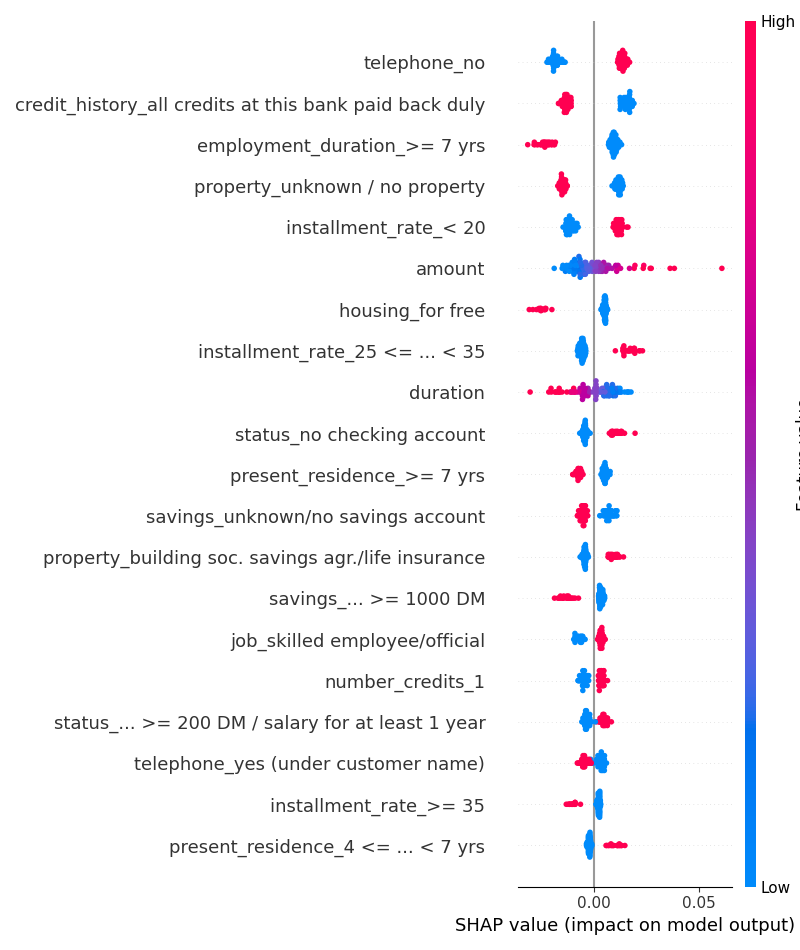 High
telephone_no
credit_history_all credits at this bank paid back duly
employment_duration_>= 7 yrs
property_unknown / no property
installment_rate_< 20
amount
housing_for free
installment_rate_25 <= ... < 35
duration
status_no checking account
present_residence_>= 7 yrs
savings_unknown/no savings account
property_building soc. savings agr./life insurance
savings_... >= 1000 DM
job_skilled employee/official
number_credits_1
status_... >= 200 DM / salary for at least 1 year
telephone_yes (under customer name)
installment_rate_>= 35
present_residence_4 <= ... < 7 yrs
Low
0.00 0.05
SHAP value (impact on model output)